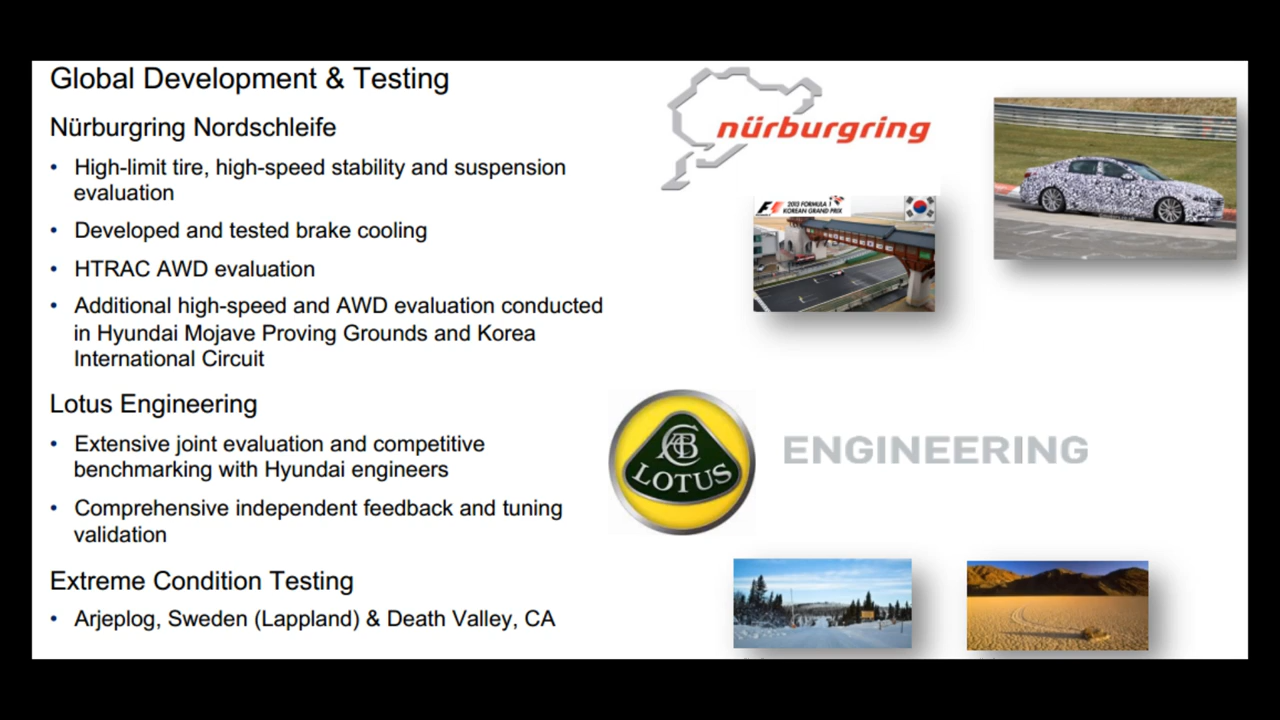 Global Development & Testing
Nürburgring Nordschleife
• High-limit tire, high-speed stability and suspension
evaluation
• Developed and tested brake cooling
• HTRAC AWD evaluation
• Additional high-speed and AWD evaluation conducted
in Hyundai Mojave Proving Grounds and Korea
International Circuit
Lotus Engineering
• Extensive joint evaluation and competitive
benchmarking with Hyundai engineers
• Comprehensive independent feedback and tuning
validation
Extreme Condition Testing
• Arjeplog, Sweden (Lappland) & Death Valley, CA
nürburgring
F1
2013 FORMULA 1
KOREAN GRAND PRIX
LOTUS
ENGINEERING